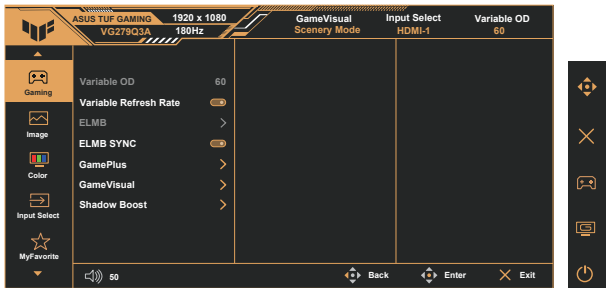 ASUS TUF GAMING 1920 x 1080 GameVisual Input Select Variable OD
VG279Q3A 180Hz Scenery Mode HDMI-1 60
Gaming
Image
Color
Input Select
MyFavorite
Variable OD 60
Variable Refresh Rate
ELMB
ELMB SYNC
GamePlus
GameVisual
Shadow Boost
50 Back Enter Exit